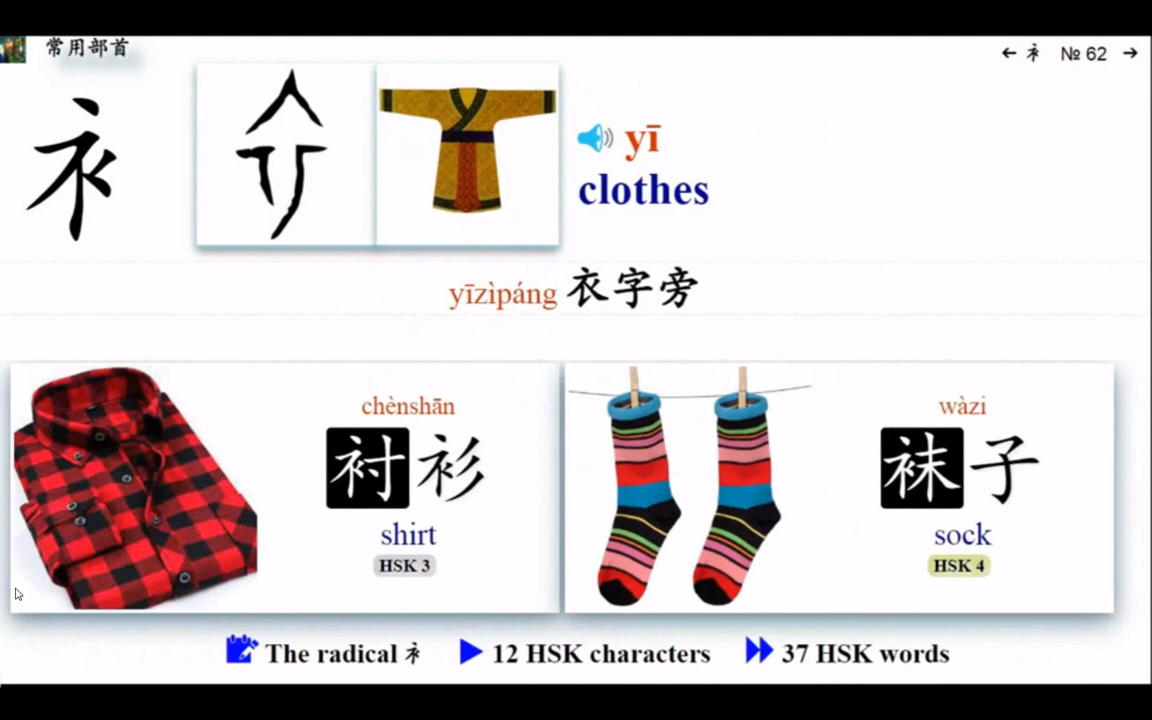 常用部首
← 衤 № 62 →
衤
yī
clothes
yīzìpáng 衣字旁
chènshān
衬衫
shirt
HSK 3
wàzi
袜子
sock
HSK 4
The radical 衤 12 HSK characters 37 HSK words